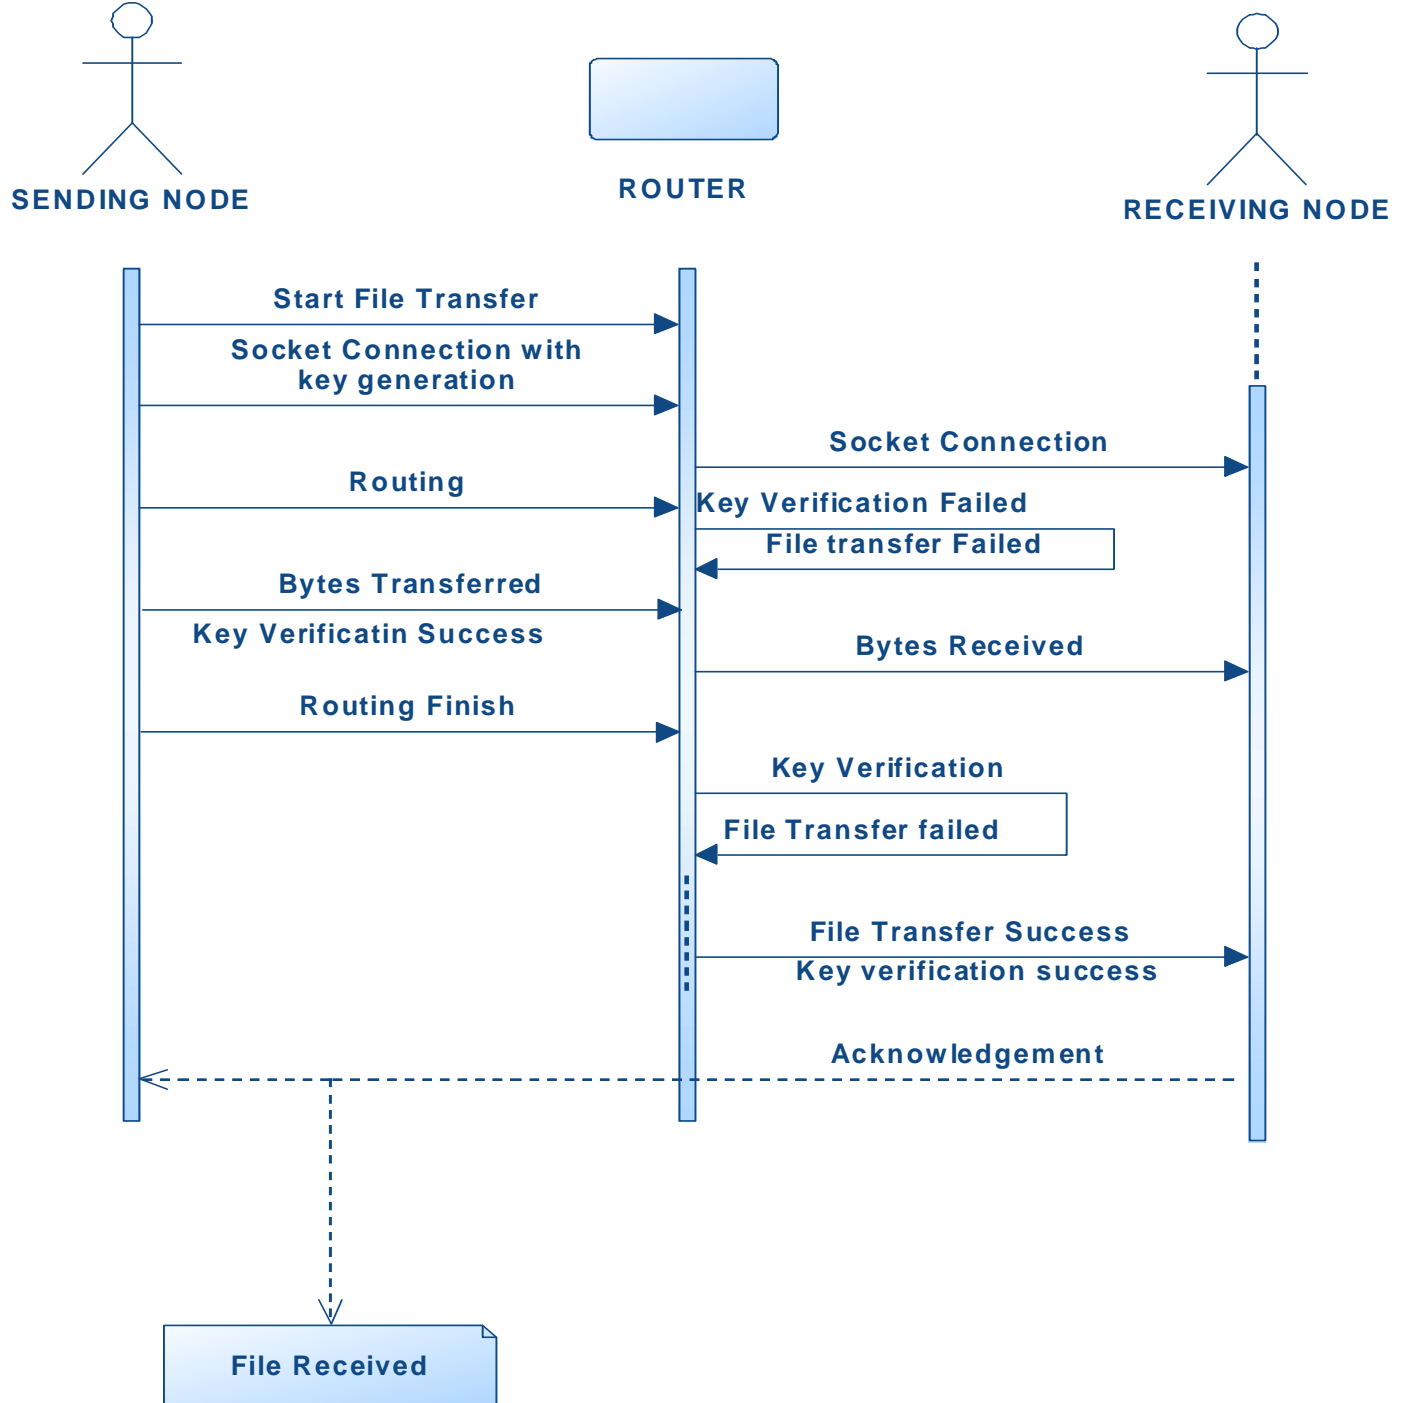 SENDING NODE
ROUTER
RECEIVING NODE
Start File Transfer
Socket Connection with
key generation
Socket Connection
Routing
Key Verification Failed
File transfer Failed
Bytes Transferred
Key Verificatin Success
Bytes Received
Routing Finish
Key Verification
File Transfer failed
File Transfer Success
Key verification success
Acknowledgement
File Received